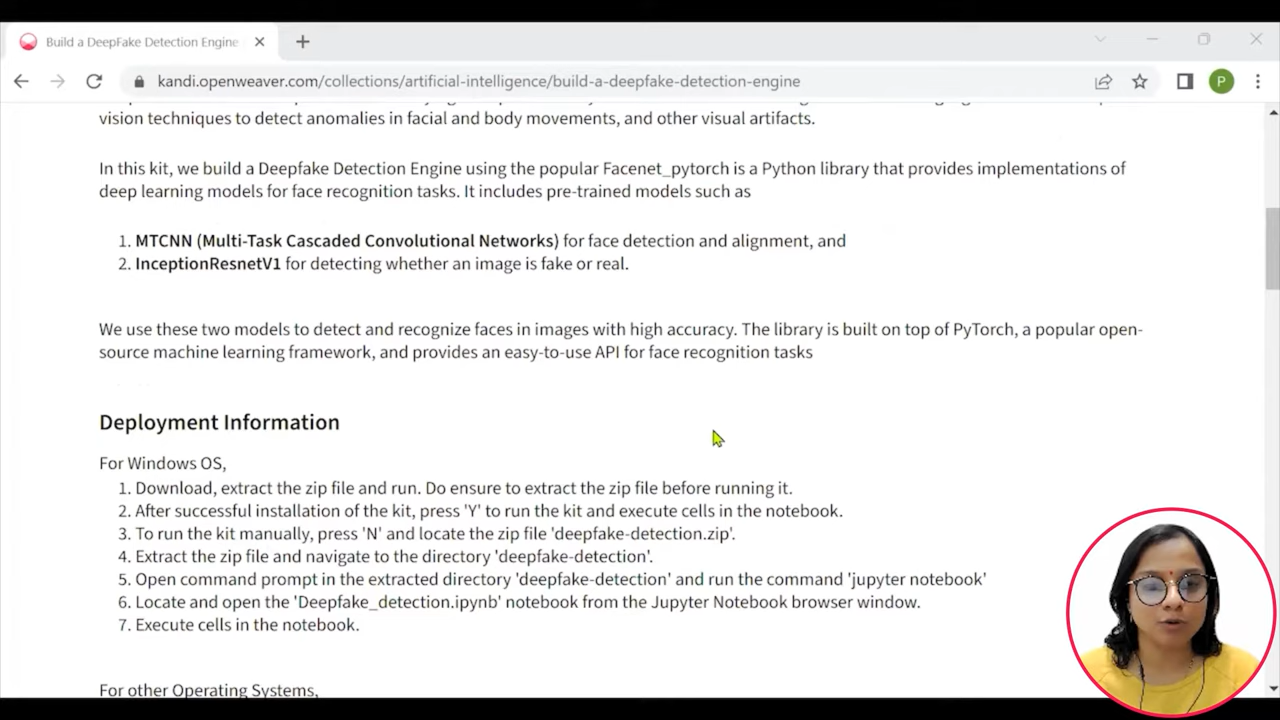 Build a DeepFake Detection Engine
kandi.openweaver.com/collections/artificial-intelligence/build-a-deepfake-detection-engine
P
vision techniques to detect anomalies in facial and body movements, and other visual artifacts.
In this kit, we build a Deepfake Detection Engine using the popular Facenet_pytorch is a Python library that provides implementations of
deep learning models for face recognition tasks. It includes pre-trained models such as
1. MTCNN (Multi-Task Cascaded Convolutional Networks) for face detection and alignment, and
2. InceptionResnetV1 for detecting whether an image is fake or real.
We use these two models to detect and recognize faces in images with high accuracy. The library is built on top of PyTorch, a popular open-
source machine learning framework, and provides an easy-to-use API for face recognition tasks
Deployment Information
For Windows OS,
1. Download, extract the zip file and run. Do ensure to extract the zip file before running it.
2. After successful installation of the kit, press 'Y' to run the kit and execute cells in the notebook.
3. To run the kit manually, press 'N' and locate the zip file 'deepfake-detection.zip'.
4. Extract the zip file and navigate to the directory 'deepfake-detection'.
5. Open command prompt in the extracted directory 'deepfake-detection' and run the command 'jupyter notebook'
6. Locate and open the 'Deepfake_detection.ipynb' notebook from the Jupyter Notebook browser window.
7. Execute cells in the notebook.
For other Operating Systems,